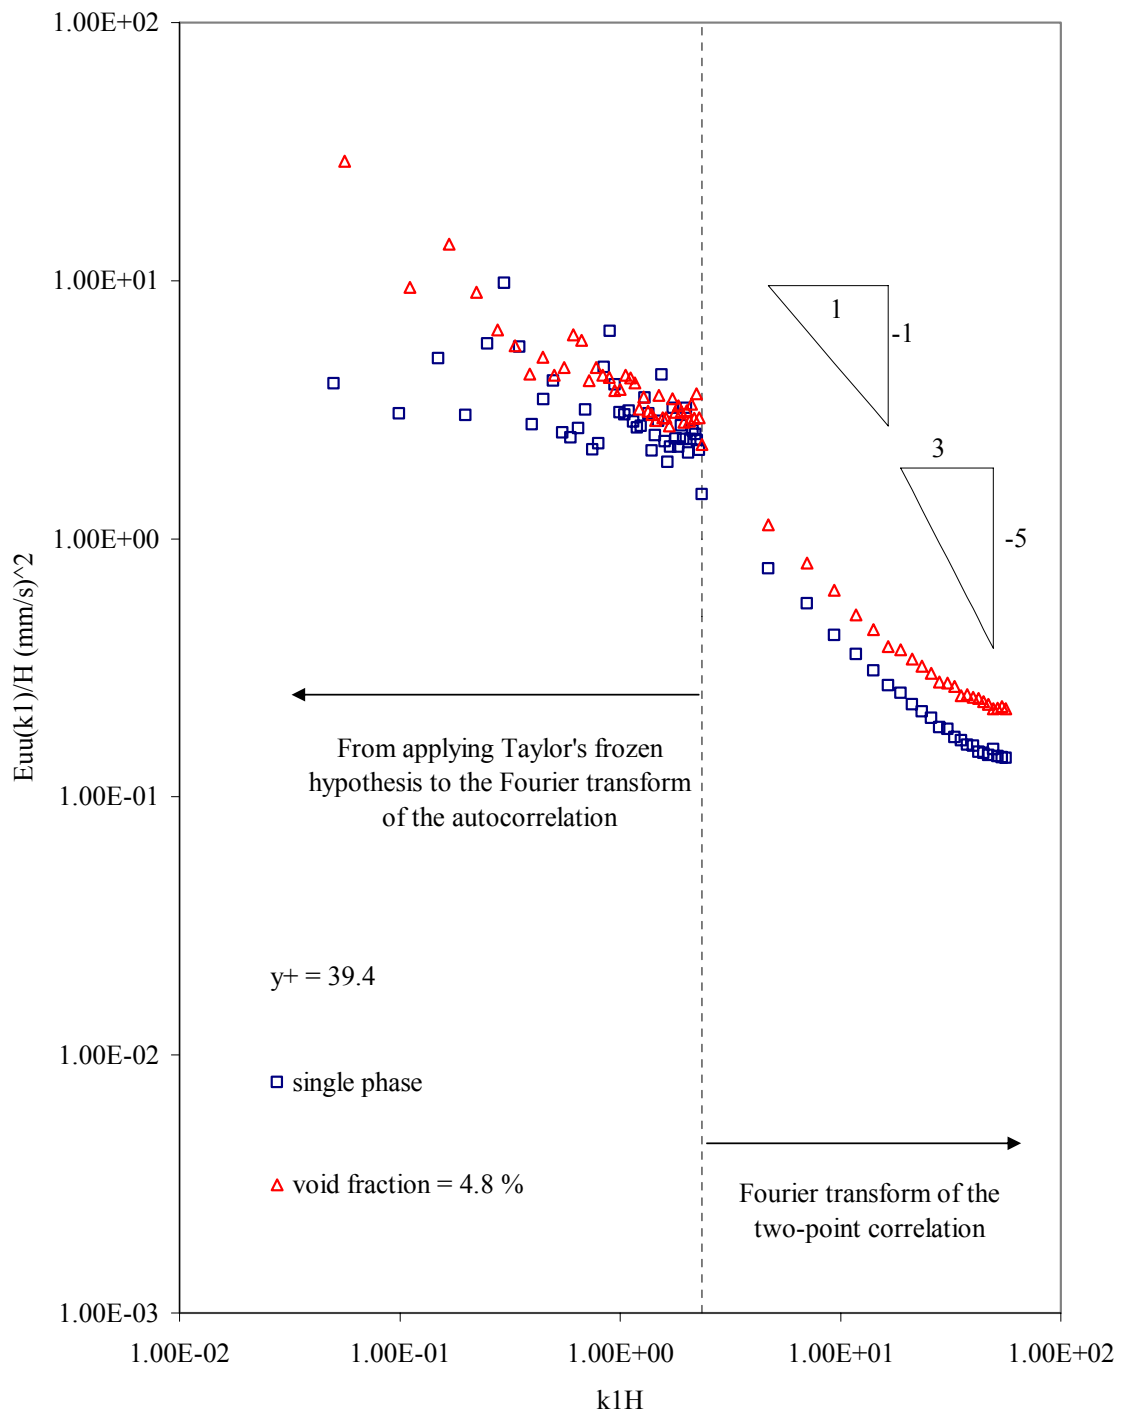 1.00E+02
1.00E+01
1.00E+00
1.00E-01
1.00E-02
1.00E-03
Euu(k1)/H (mm/s)^2
1
-1
3
-5
From applying Taylor's frozen
hypothesis to the Fourier transform
of the autocorrelation
y+ = 39.4
single phase
void fraction = 4.8 %
Fourier transform of the
two-point correlation
1.00E-02 1.00E-01 1.00E+00 1.00E+01 1.00E+02
k1H